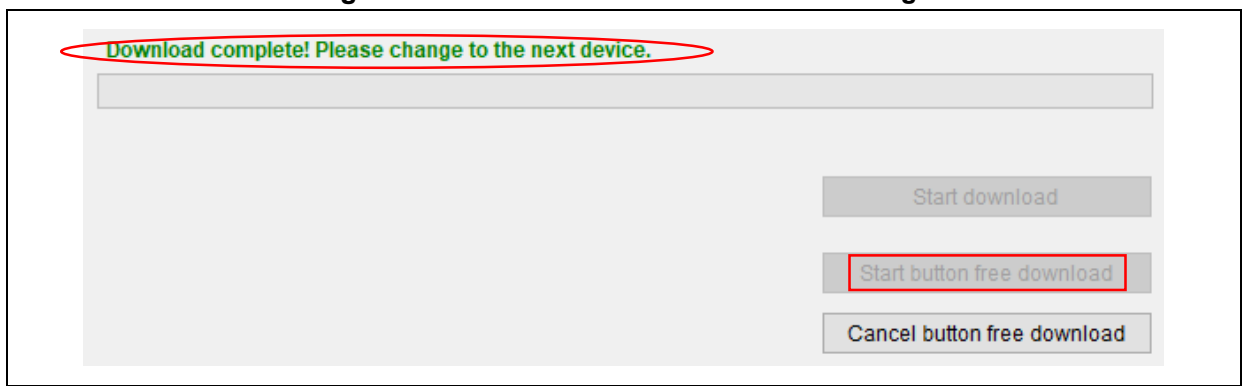 Download complete! Please change to the next device.
Start download
Start button free download
Cancel button free download